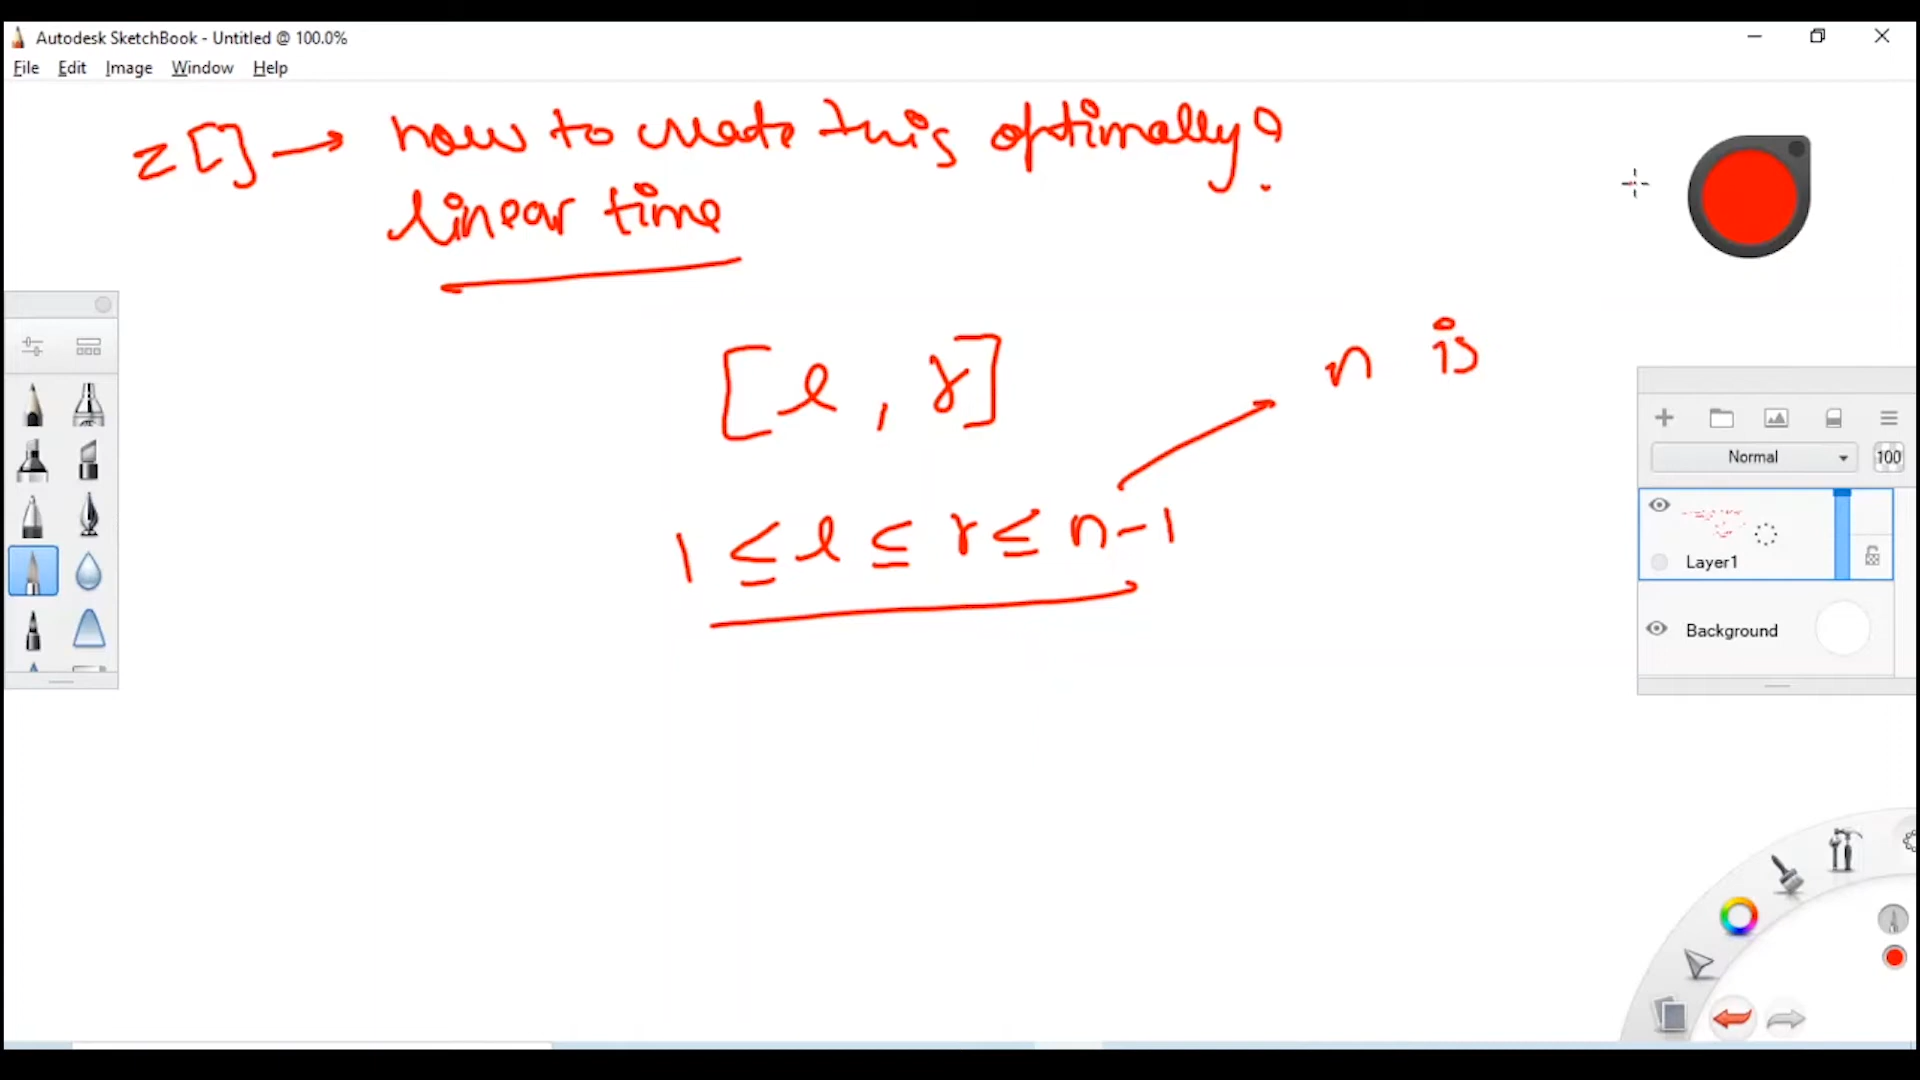 Autodesk SketchBook - Untitled @ 100.0%
File Edit Image Window Help
z[] → how to create this optimally?
linear time
[l, r]
n is
1 ≤ l ≤ r ≤ n-1
Normal 100
Layer1
Background